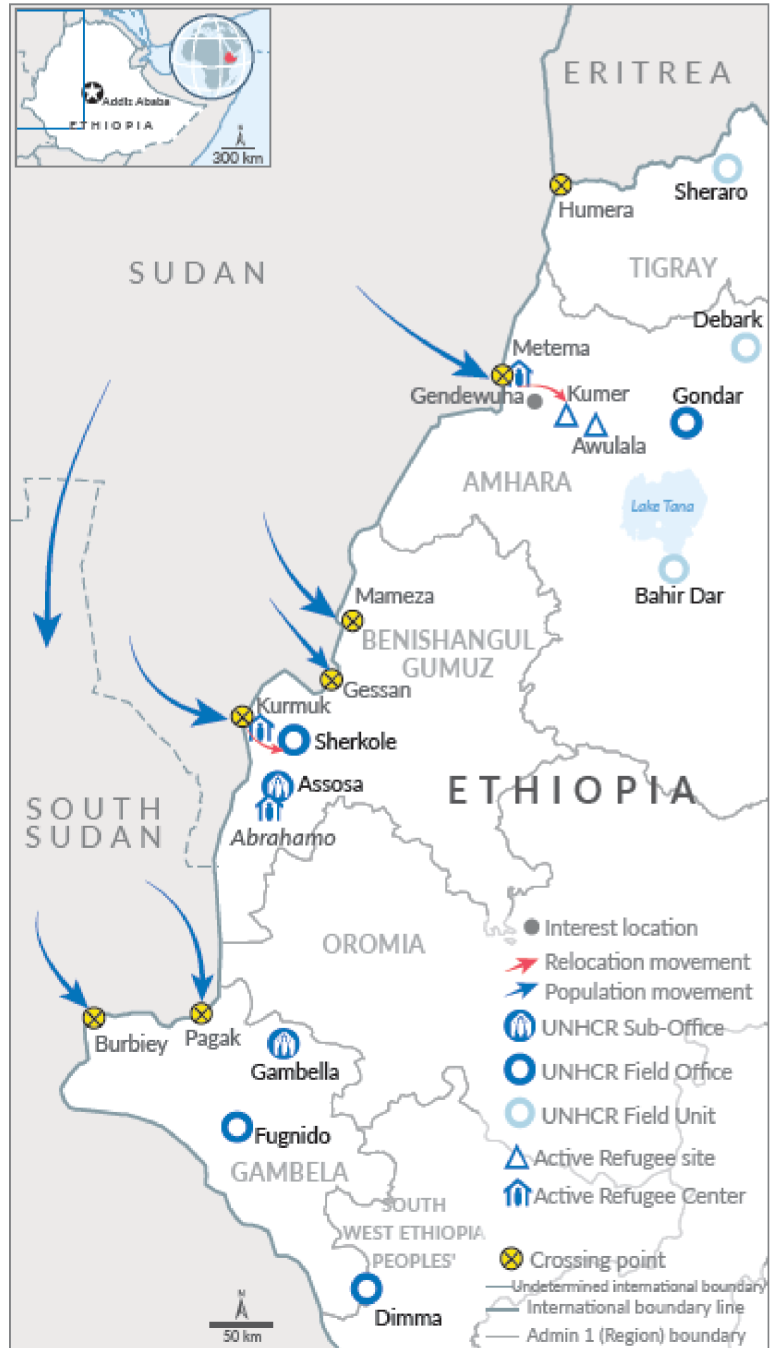 Addis Ababa
ETHIOPIA
N
300 km
ERITREA
Sheraro
Humera
SUDAN
TIGRAY
Debark
Metema
Gendewuha
Kumer
Gondar
Awulala
AMHARA
Lake Tana
Mameza
Bahir Dar
BENISHANGUL
GUMUZ
Gessan
Kurmuk
Sherkole
Assosa
ETHIOPIA
SOUTH
SUDAN
Abrahamo
OROMIA
Interest location
Relocation movement
Population movement
UNHCR Sub-Office
UNHCR Field Office
UNHCR Field Unit
Active Refugee site
Active Refugee Center
Crossing point
Undetermined international boundary
International boundary line
Admin 1 (Region) boundary
Burbiey
Pagak
Gambella
Fugnido
GAMBELA
SOUTH
WEST ETHIOPIA
PEOPLES'
Dimma
N
50 km